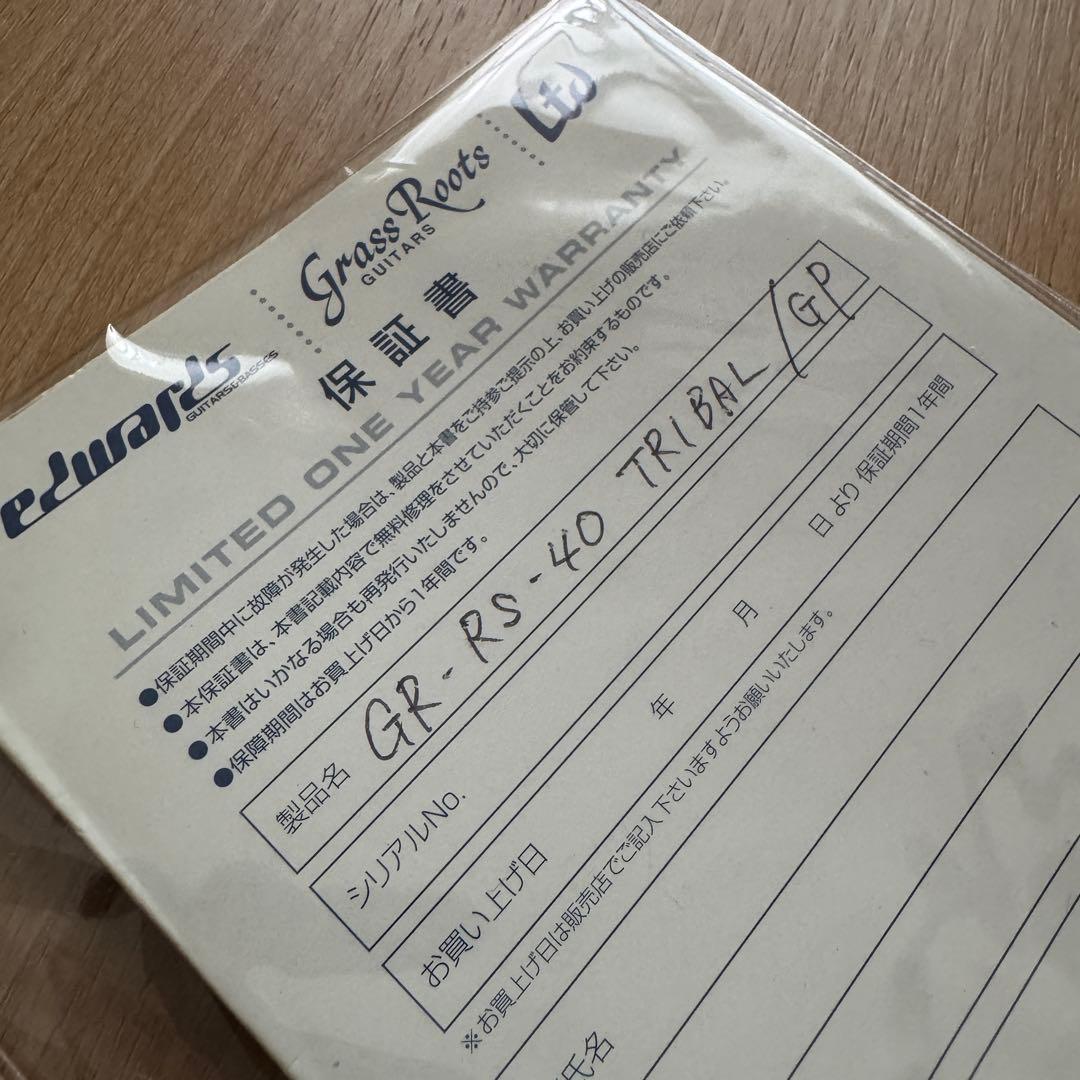 edwards
GUITARS&BASSES
Grass Roots
GUITARS
Ltd
保証書
LIMITED ONE YEAR WARRANTY
●保証期間中に故障が発生した場合は、製品と本書をご持参ご提示の上、お買い上げの販売店にご依頼下さい。
●本保証書は、本書記載内容で無料修理をさせていただくことをお約束するものです。
●本書はいかなる場合も再発行いたしませんので、大切に保管して下さい。
●保障期間はお買上げ日から1年間です。
製品名 GR-RS-40 TRIBAL/GP
シリアルNo.
お買い上げ日 年 月 日より保証期間1年間
※お買上げ日は販売店でご記入下さいますようお願いいたします。
氏名